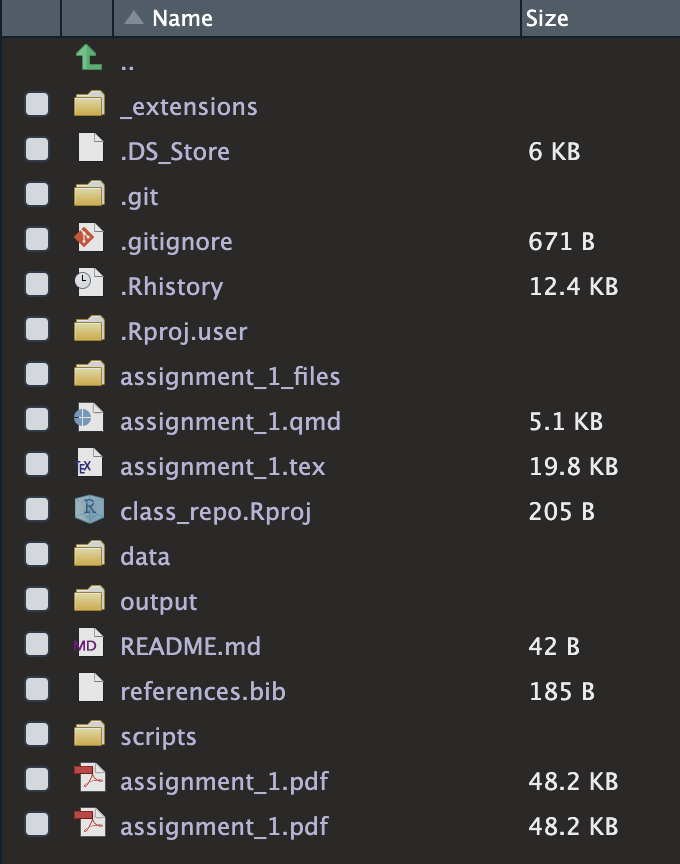 Name Size
..
_extensions
.DS_Store 6 KB
.git
.gitignore 671 B
.Rhistory 12.4 KB
.Rproj.user
assignment_1_files
assignment_1.qmd 5.1 KB
TEX assignment_1.tex 19.8 KB
R class_repo.Rproj 205 B
data
output
MD README.md 42 B
references.bib 185 B
scripts
assignment_1.pdf 48.2 KB
assignment_1.pdf 48.2 KB